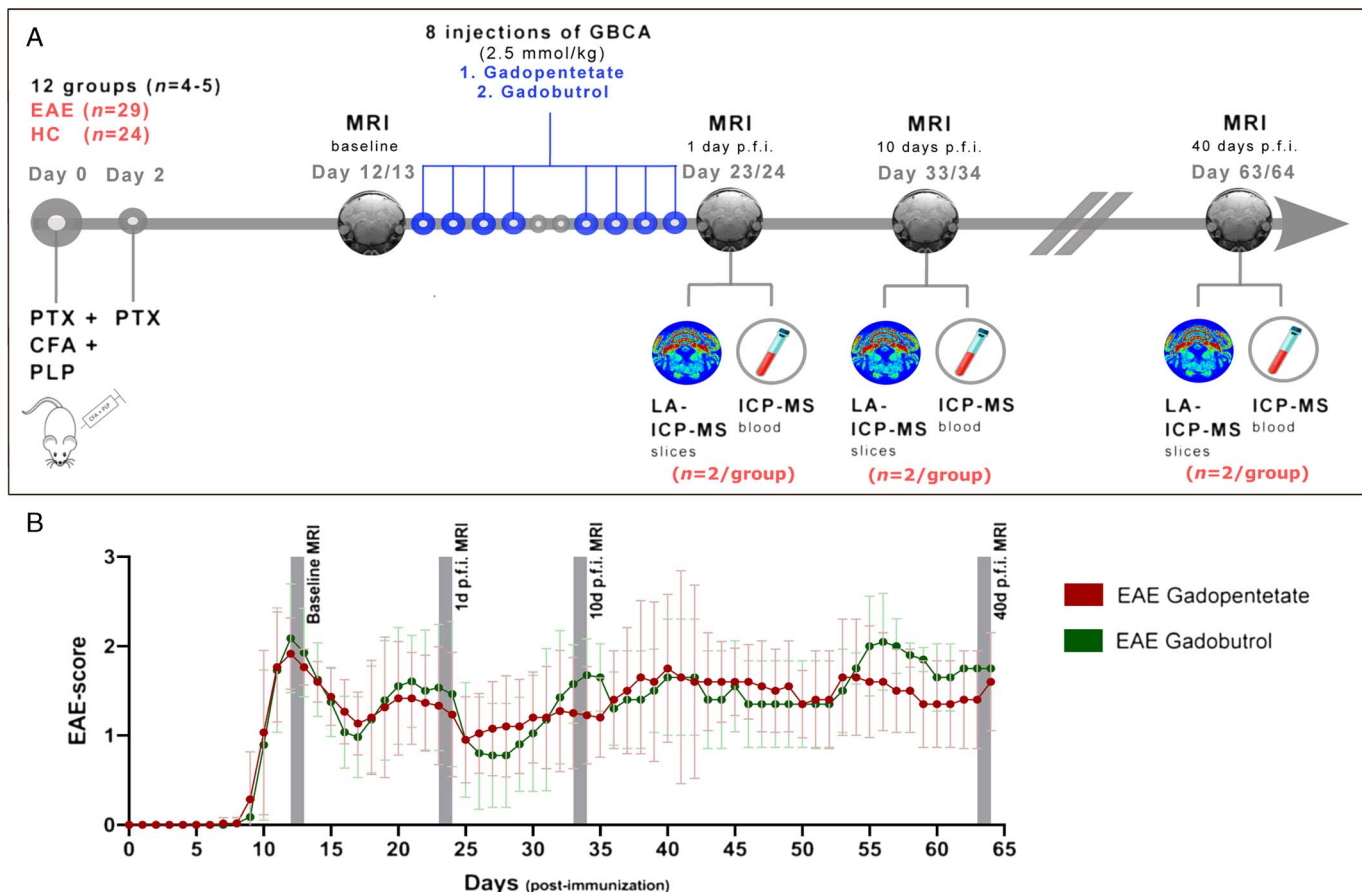 A
8 injections of GBCA
(2.5 mmol/kg)
1. Gadopentetate
2. Gadobutrol
12 groups (n=4-5)
EAE (n=29)
HC (n=24)
Day 0
Day 2
MRI
baseline
Day 12/13
MRI
1 day p.f.i.
Day 23/24
MRI
10 days p.f.i.
Day 33/34
MRI
40 days p.f.i.
Day 63/64
PTX +
CFA +
PLP
PTX
CFA + PLP
LA-
ICP-MS
slices
ICP-MS
blood
(n=2/group)
LA-
ICP-MS
slices
ICP-MS
blood
(n=2/group)
LA-
ICP-MS
slices
ICP-MS
blood
(n=2/group)
B
EAE-score
3
2
1
0
Baseline MRI
1d p.f.i. MRI
10d p.f.i. MRI
40d p.f.i. MRI
0 5 10 15 20 25 30 35 40 45 50 55 60 65
Days (post-immunization)
EAE Gadopentetate
EAE Gadobutrol